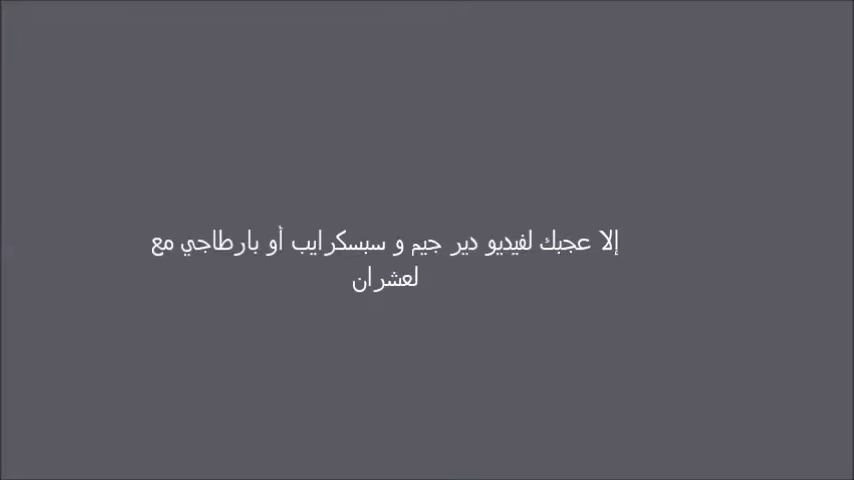 إلا عجبك لفيديو دير جيم و سبسكرايب أو بارطاجي مع
لعشران